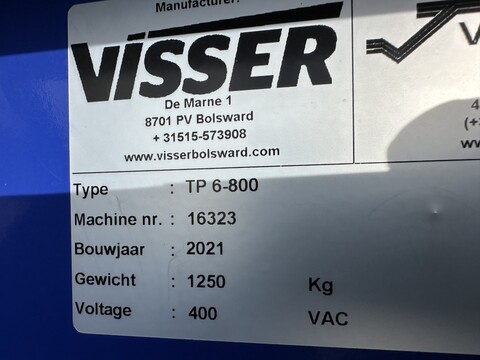 Manufacturer:
VISSER
De Marne 1
8701 PV Bolsward
+ 31515-573908
www.visserbolsward.com
Type : TP 6-800
Machine nr. : 16323
Bouwjaar : 2021
Gewicht : 1250 Kg
Voltage : 400 VAC